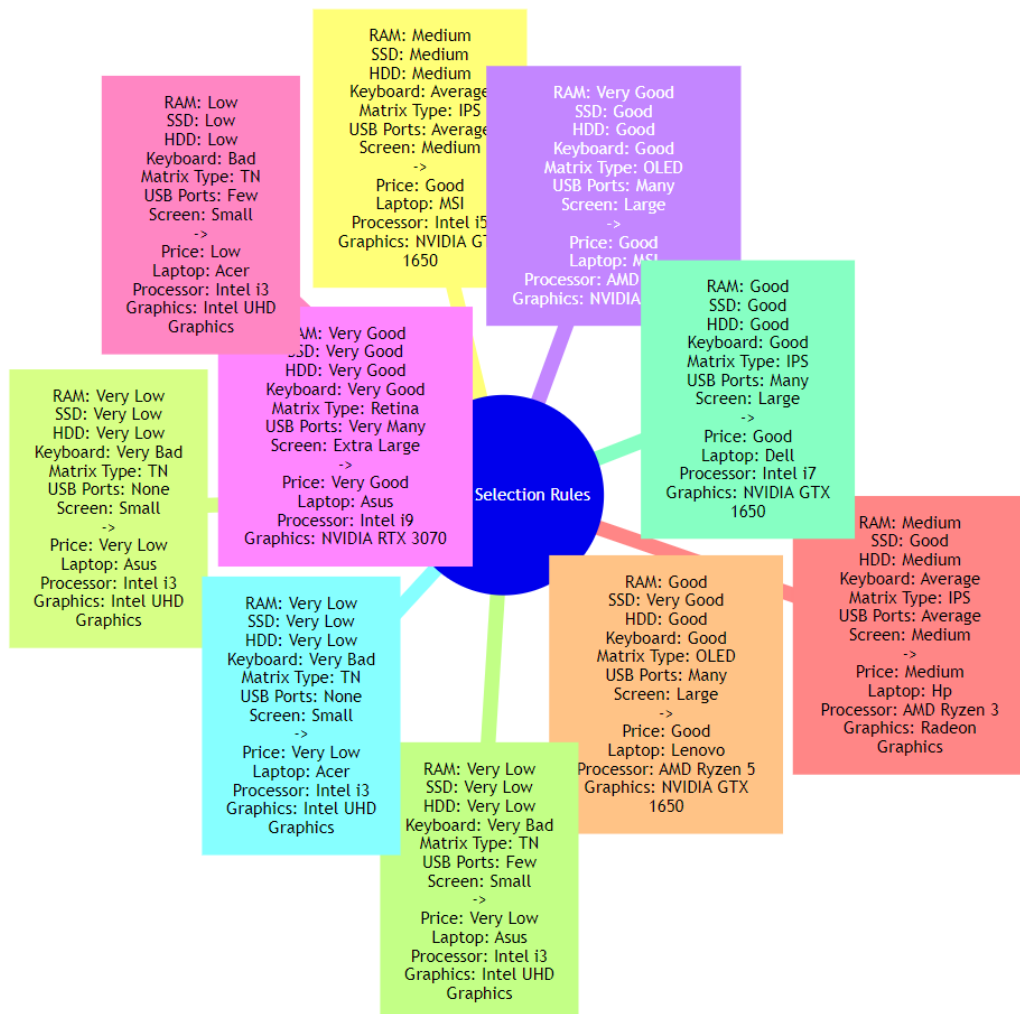 RAM: Medium
SSD: Medium
HDD: Medium
Keyboard: Average
Matrix Type: IPS
USB Ports: Average
Screen: Medium
->
Price: Good
Laptop: MSI
Processor: Intel i5
Graphics: NVIDIA
1650
RAM: Very Good
SSD: Good
HDD: Good
Keyboard: Good
Matrix Type: OLED
USB Ports: Many
Screen: Large
->
Price: Good
Laptop: MSI
Processor: AMD
Graphics: NVIDIA
RAM: Low
SSD: Low
HDD: Low
Keyboard: Bad
Matrix Type: TN
USB Ports: Few
Screen: Small
->
Price: Low
Laptop: Acer
Processor: Intel i3
Graphics: Intel UHD
Graphics
RAM: Good
SSD: Good
HDD: Good
Keyboard: Good
Matrix Type: IPS
USB Ports: Many
Screen: Large
->
Price: Good
Laptop: Dell
Processor: Intel i7
Graphics: NVIDIA GTX
1650
RAM: Very Good
SSD: Very Good
HDD: Very Good
Keyboard: Very Good
Matrix Type: Retina
USB Ports: Very Many
Screen: Extra Large
->
Price: Very Good
Laptop: Asus
Processor: Intel i9
Graphics: NVIDIA RTX 3070
Selection Rules
RAM: Very Low
SSD: Very Low
HDD: Very Low
Keyboard: Very Bad
Matrix Type: TN
USB Ports: None
Screen: Small
->
Price: Very Low
Laptop: Asus
Processor: Intel i3
Graphics: Intel UHD
Graphics
RAM: Medium
SSD: Good
HDD: Medium
Keyboard: Average
Matrix Type: IPS
USB Ports: Average
Screen: Medium
->
Price: Medium
Laptop: Hp
Processor: AMD Ryzen 3
Graphics: Radeon
Graphics
RAM: Good
SSD: Very Good
HDD: Good
Keyboard: Good
Matrix Type: OLED
USB Ports: Many
Screen: Large
->
Price: Good
Laptop: Lenovo
Processor: AMD Ryzen 5
Graphics: NVIDIA GTX
1650
RAM: Very Low
SSD: Very Low
HDD: Very Low
Keyboard: Very Bad
Matrix Type: TN
USB Ports: None
Screen: Small
->
Price: Very Low
Laptop: Acer
Processor: Intel i3
Graphics: Intel UHD
Graphics
RAM: Very Low
SSD: Very Low
HDD: Very Low
Keyboard: Very Bad
Matrix Type: TN
USB Ports: Few
Screen: Small
->
Price: Very Low
Laptop: Asus
Processor: Intel i3
Graphics: Intel UHD
Graphics